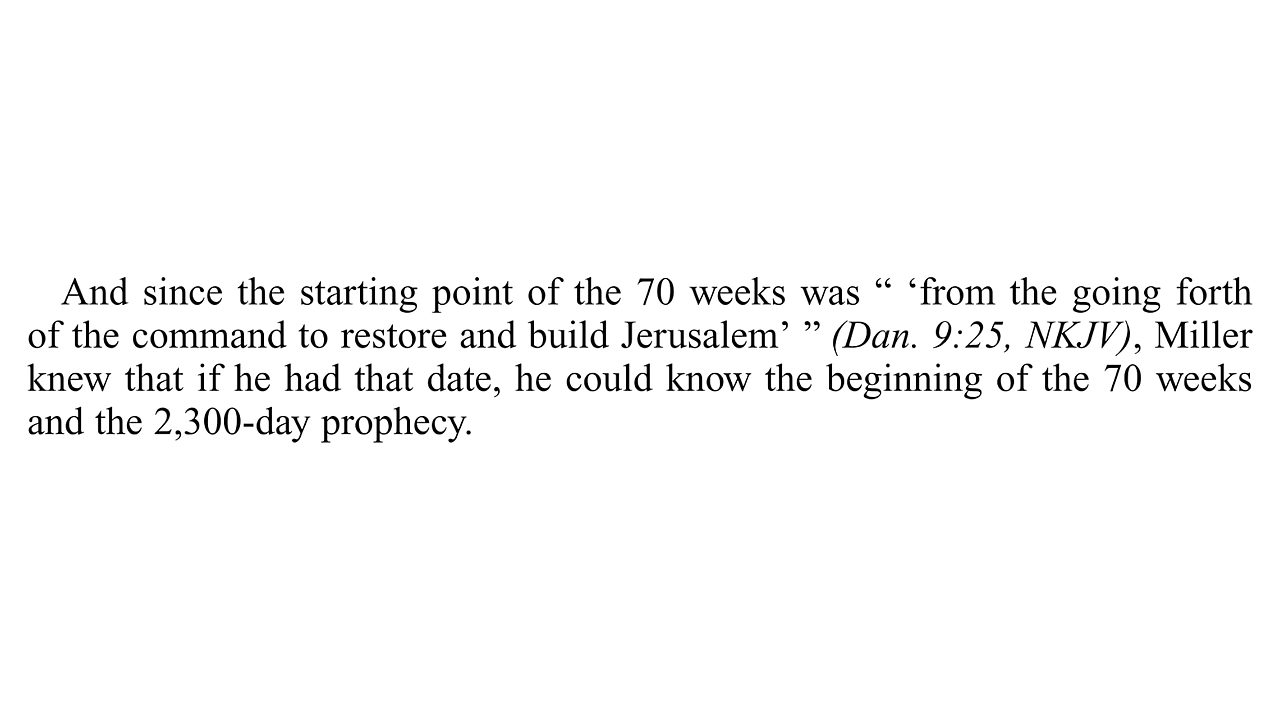 And since the starting point of the 70 weeks was “ ‘from the going forth
of the command to restore and build Jerusalem’ ” (Dan. 9:25, NKJV), Miller
knew that if he had that date, he could know the beginning of the 70 weeks
and the 2,300-day prophecy.